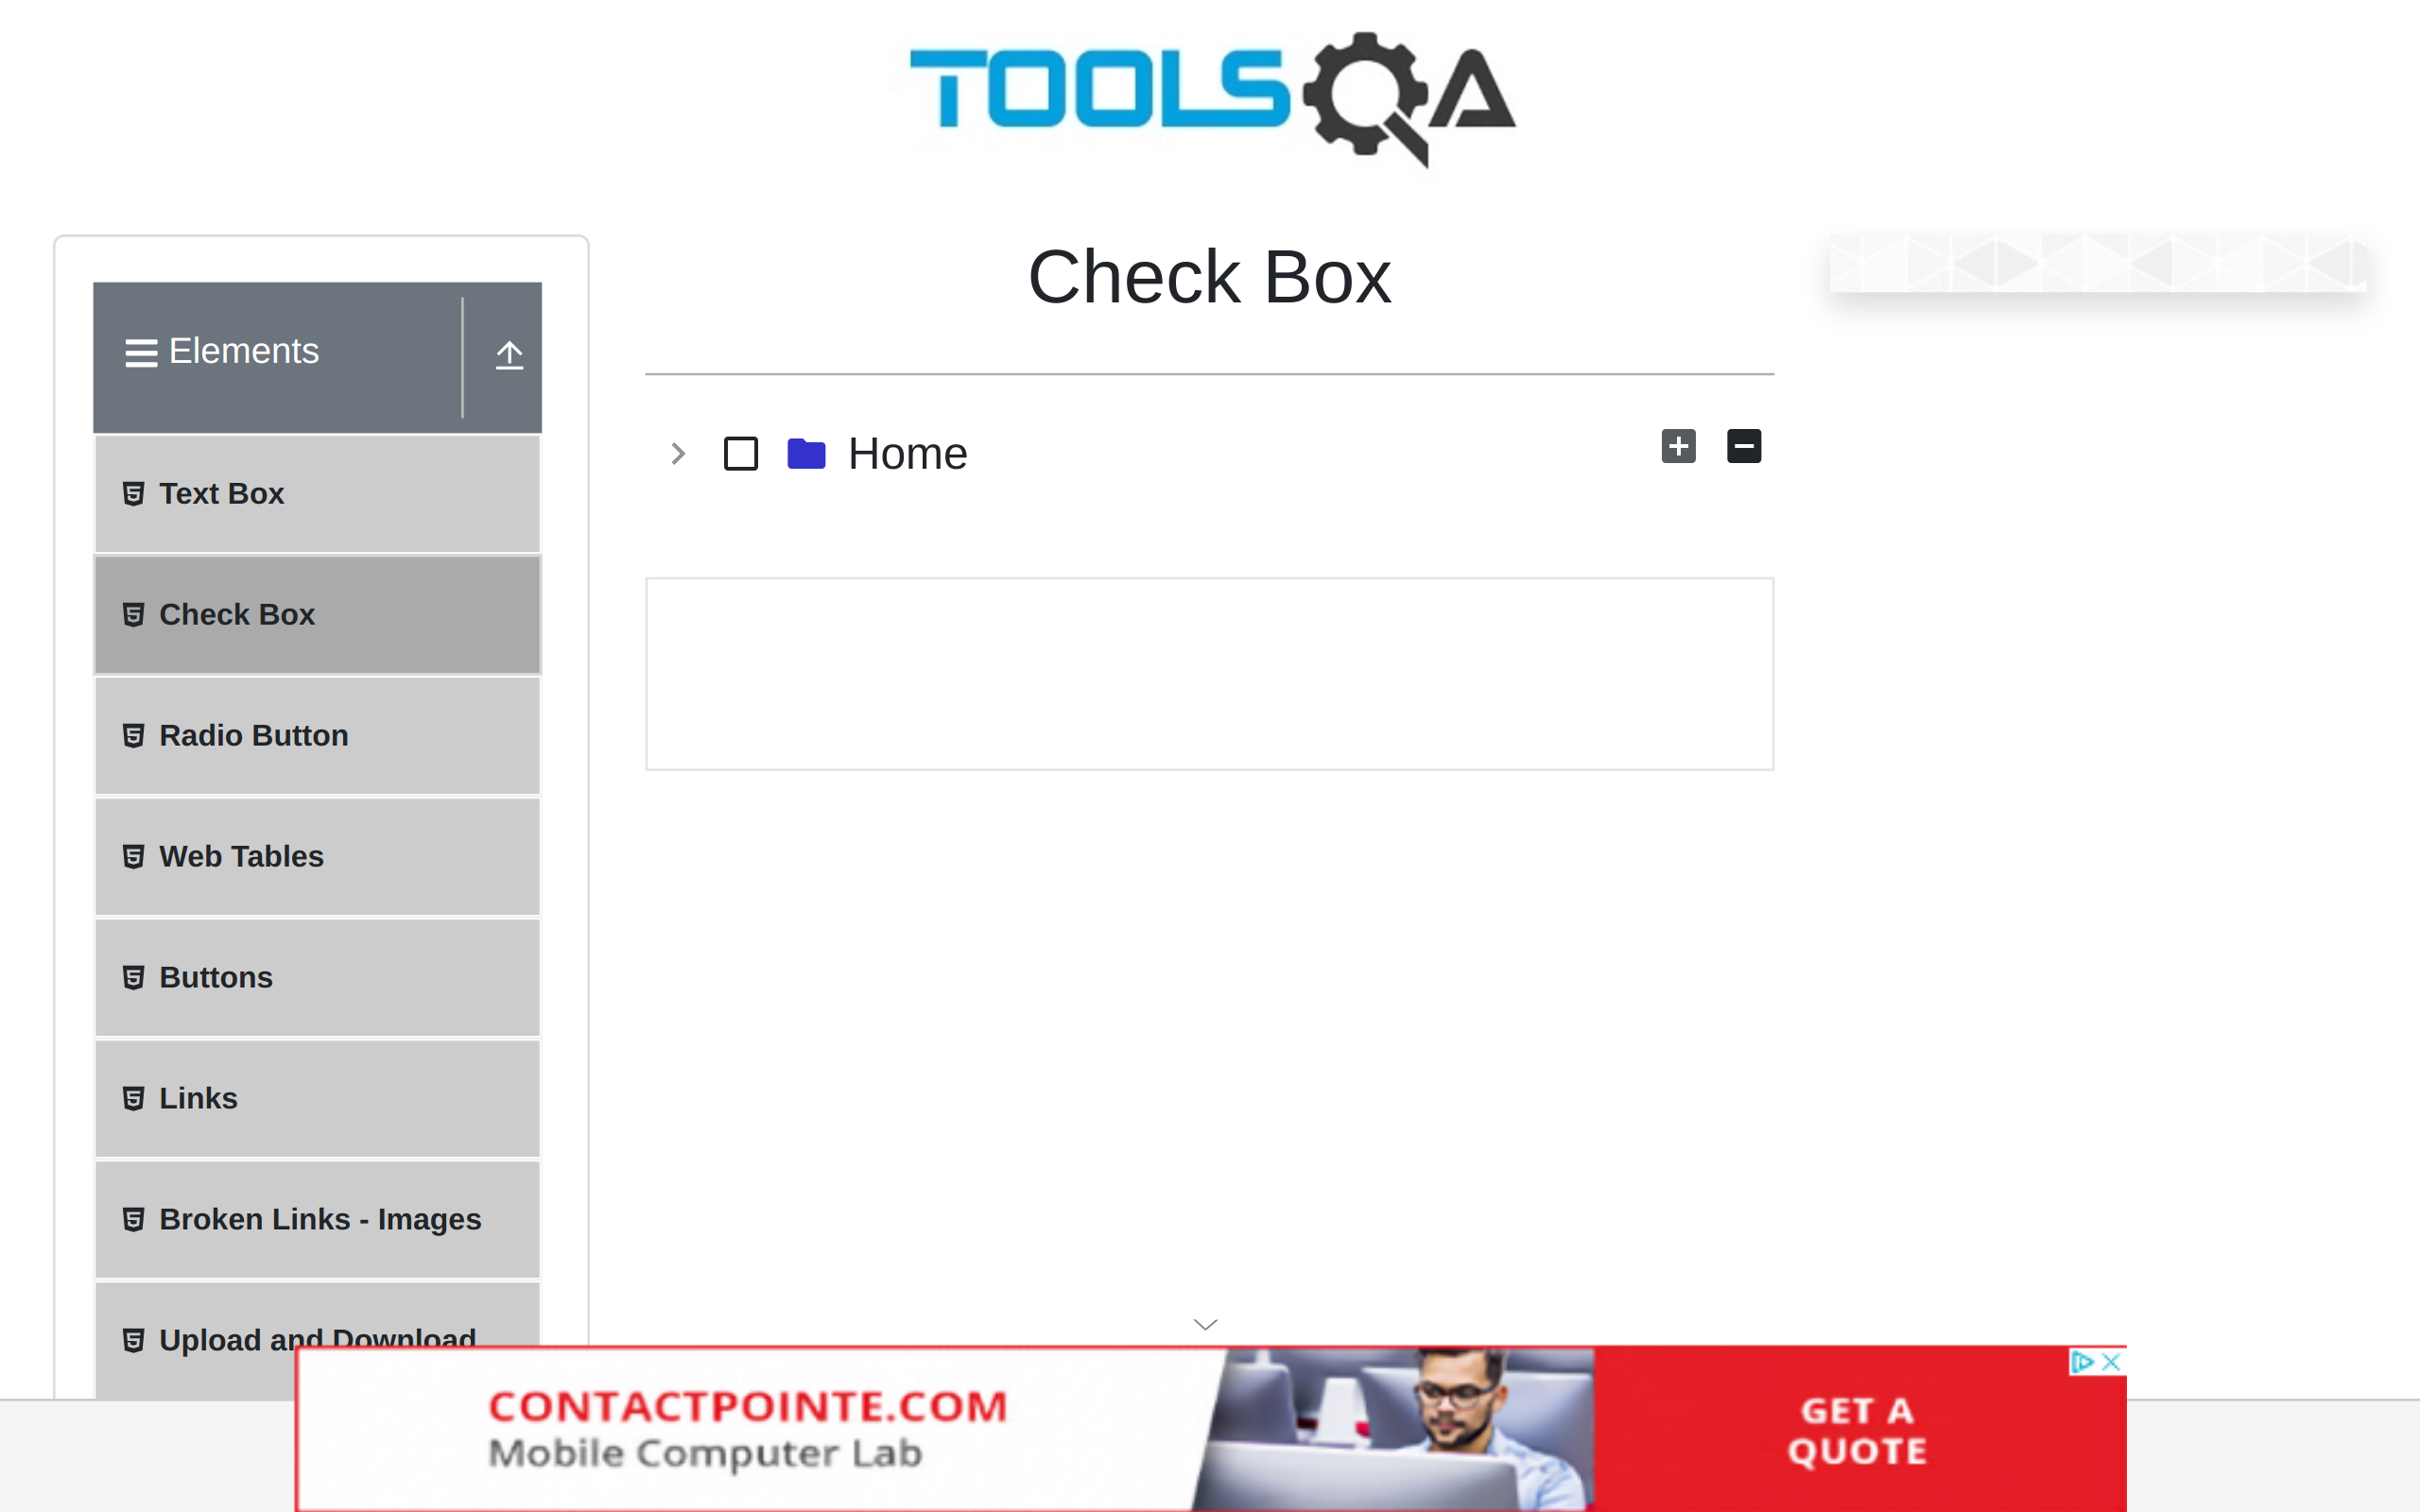 TOOLSQA
Check Box
Elements
Text Box
Check Box
Radio Button
Web Tables
Buttons
Links
Broken Links - Images
Upload and Download
Home
CONTACTPOINTE.COM
Mobile Computer Lab
GET A
QUOTE